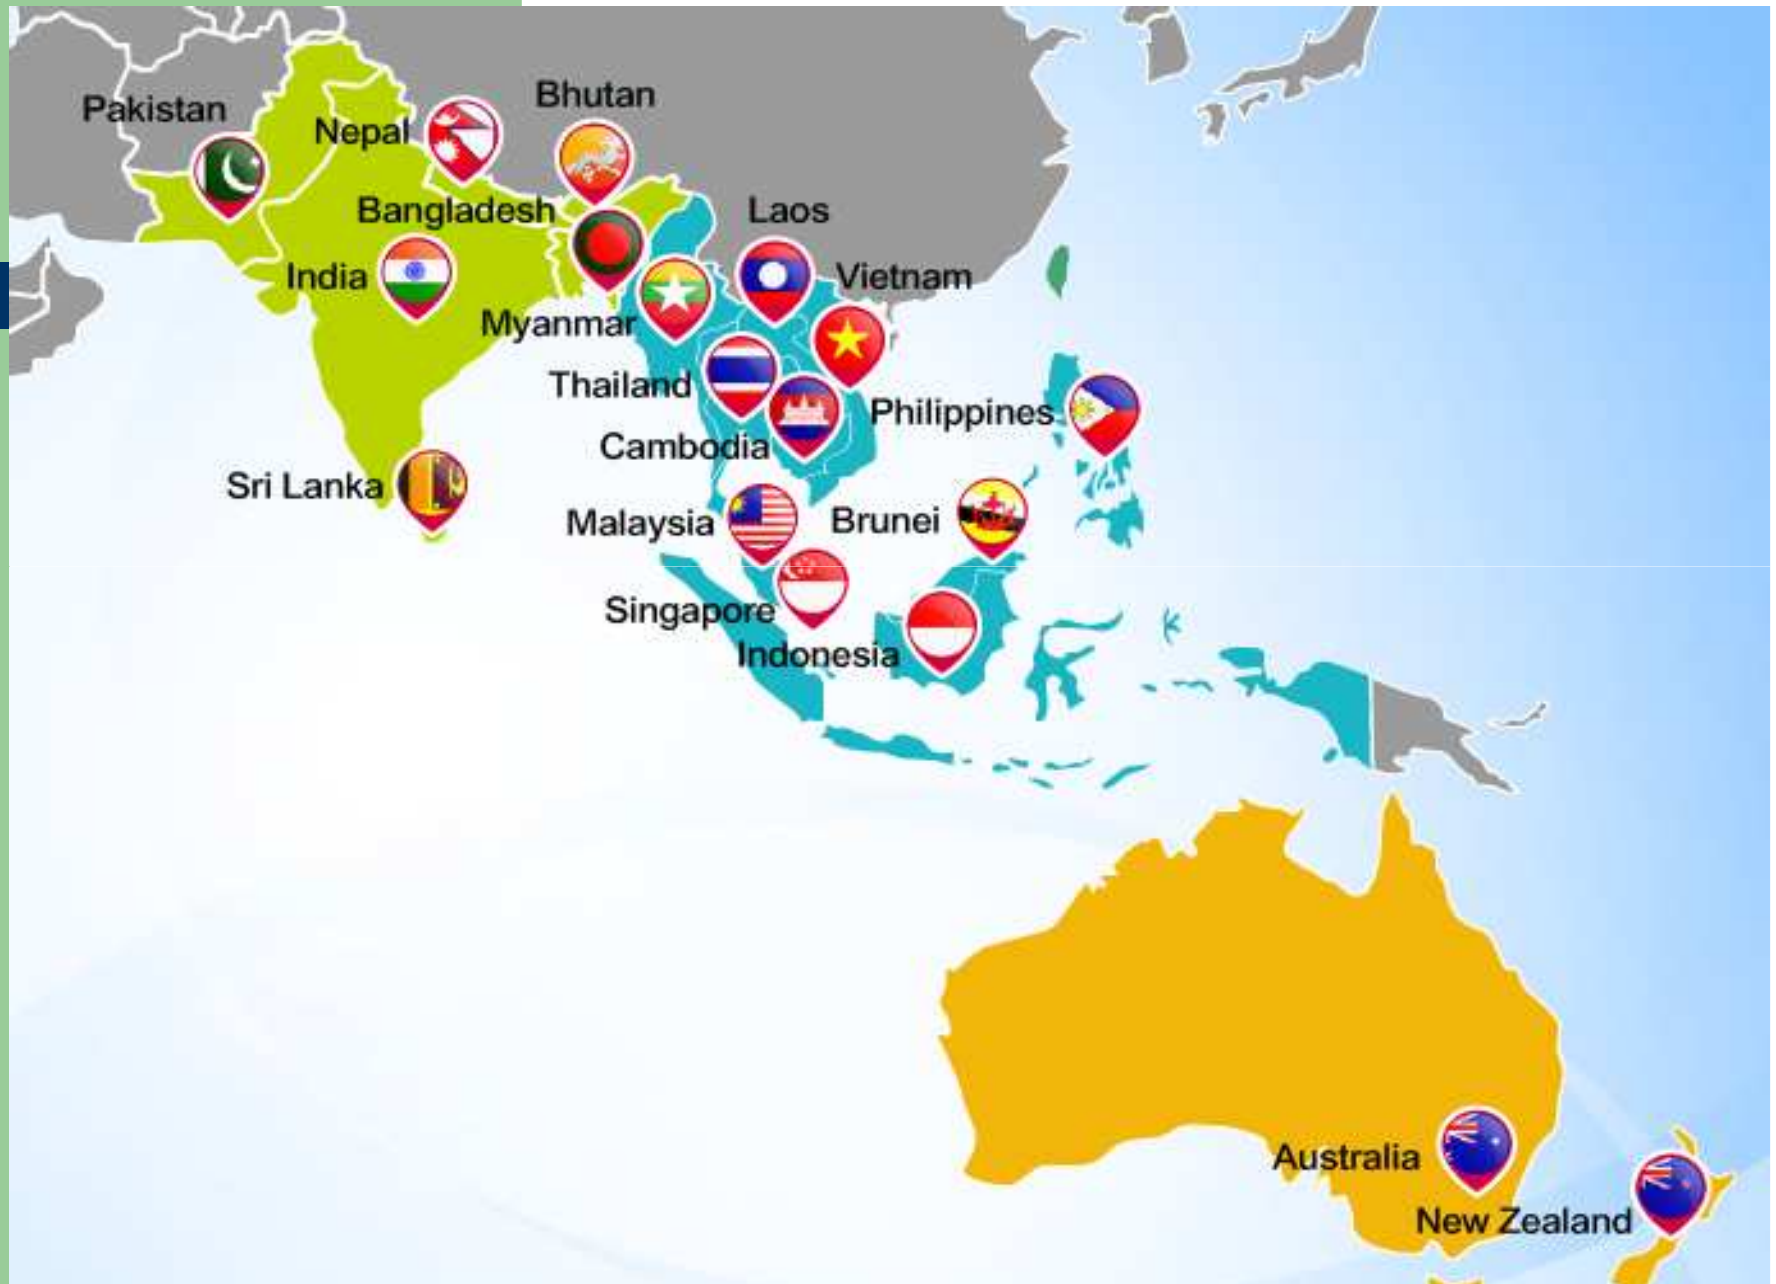 Bhutan
Pakistan
Nepal
Bangladesh
Laos
India
Vietnam
Myanmar
Thailand
Philippines
Cambodia
Sri Lanka
Malaysia
Brunei
Singapore
Indonesia
Australia
New Zealand